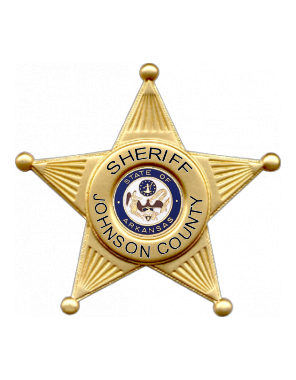 SHERIFF
STATE OF
ARKANSAS
JOHNSON COUNTY